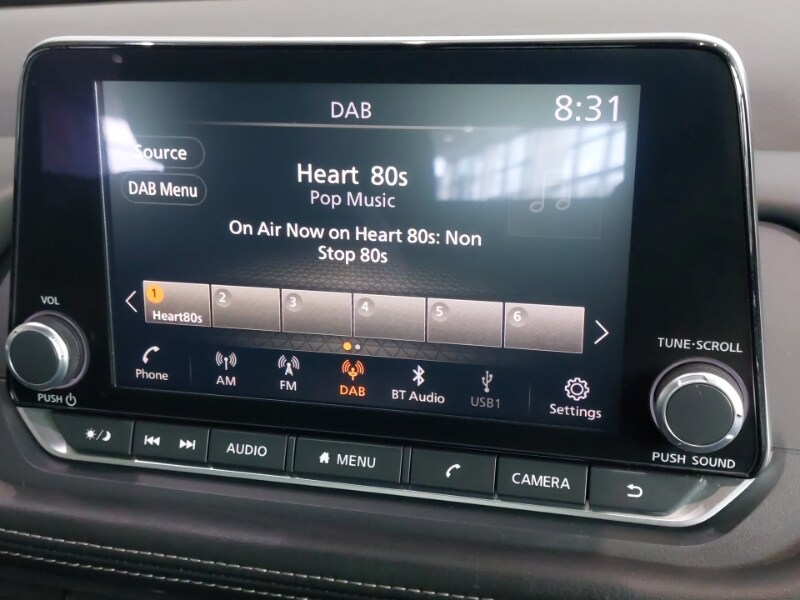 DAB
8:31
Source
DAB Menu
Heart 80s
Pop Music
On Air Now on Heart 80s: Non
Stop 80s
1 2 3 4 5 6
Heart80s
VOL
PUSH
TUNE·SCROLL
PUSH SOUND
Phone AM FM DAB BT Audio USB1 Settings
AUDIO MENU CAMERA